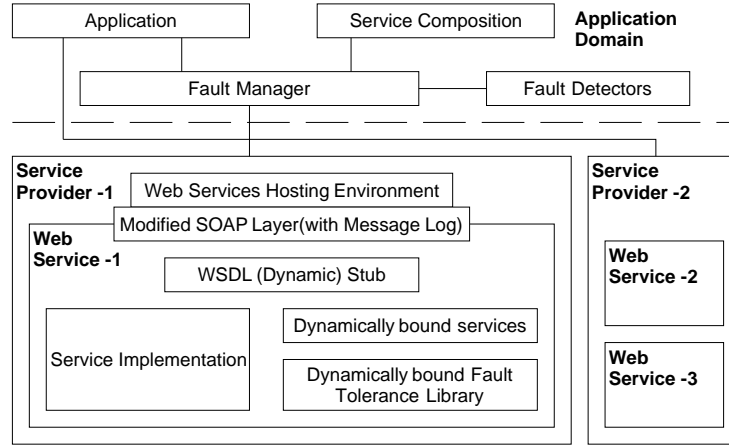 Application
Service Composition
Application
Domain
Fault Manager
Fault Detectors
Service
Provider -1
Web Services Hosting Environment
Modified SOAP Layer(with Message Log)
Web
Service -1
WSDL (Dynamic) Stub
Service Implementation
Dynamically bound services
Dynamically bound Fault
Tolerance Library
Service
Provider -2
Web
Service -2
Web
Service -3